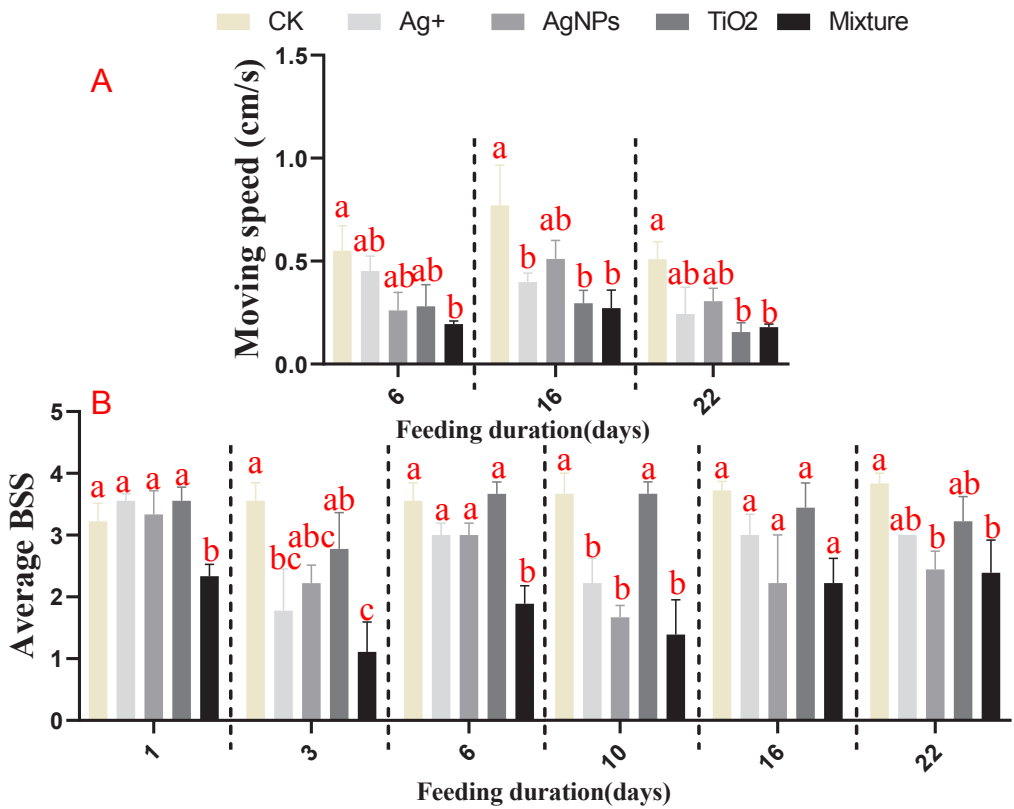 CK Ag+ AgNPs TiO2 Mixture
A
Moving speed (cm/s)
1.5
1.0
0.5
0.0
a ab ab ab b
a b ab b b
a ab ab b b
6 16 22
Feeding duration(days)
B
Average BSS
5
4
3
2
1
0
a a a a b
a bc abc ab c
a a a a b
a b b a b
a a a a a
a ab b ab b
1 3 6 10 16 22
Feeding duration(days)